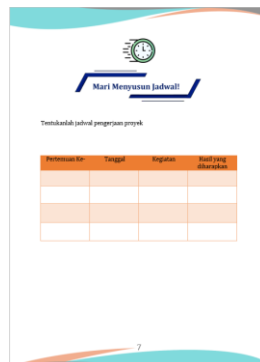 Mari Menyusun Jadwal!
Tentukanlah jadwal pengerjaan proyek
Pertemuan Ke-
Tanggal
Kegiatan
Hasil yang diharapkan
7